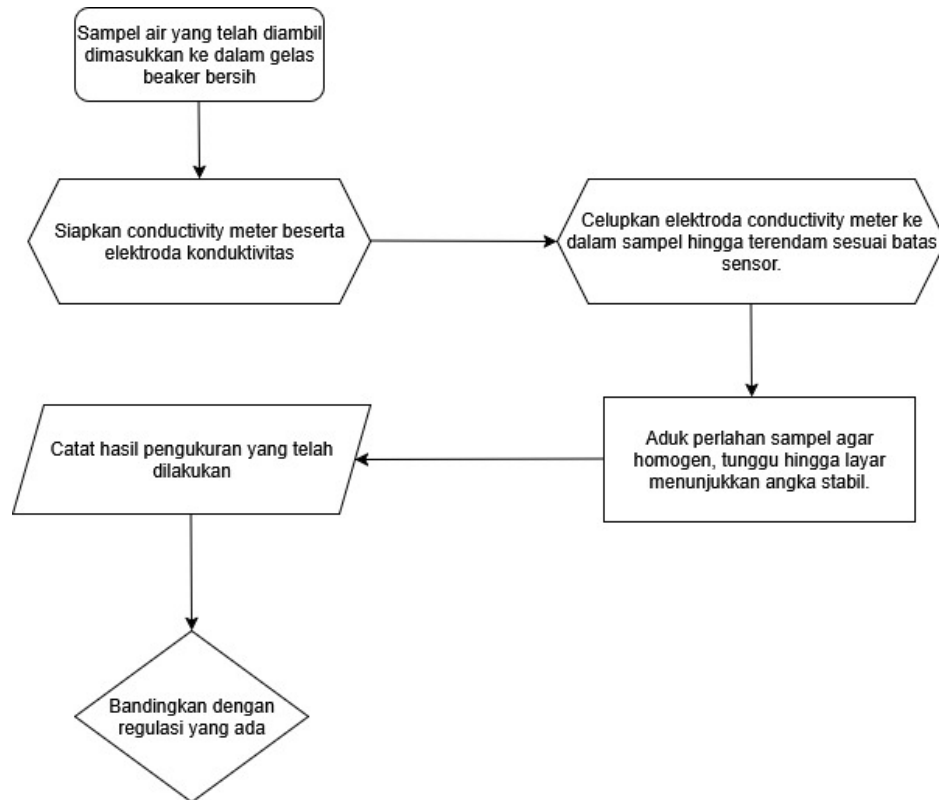 Sampel air yang telah diambil
dimasukkan ke dalam gelas
beaker bersih
Siapkan conductivity meter beserta
elektroda konduktivitas
Celupkan elektroda conductivity meter ke
dalam sampel hingga terendam sesuai batas
sensor.
Aduk perlahan sampel agar
homogen, tunggu hingga layar
menunjukkan angka stabil.
Catat hasil pengukuran yang telah
dilakukan
Bandingkan dengan
regulasi yang ada